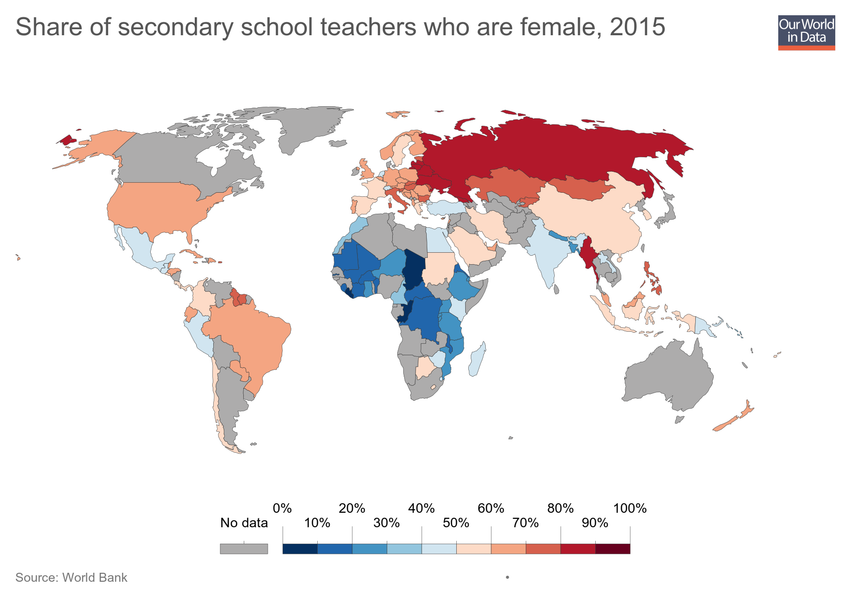 Share of secondary school teachers who are female, 2015
Our World
in Data
No data
0%
10%
20%
30%
40%
50%
60%
70%
80%
90%
100%
Source: World Bank